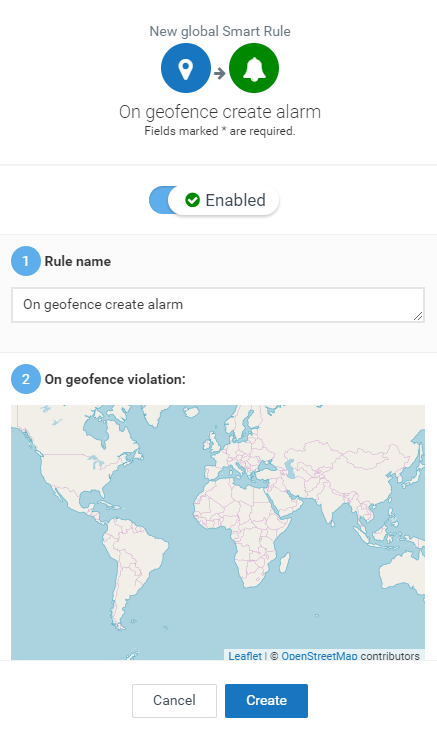 New global Smart Rule
On geofence create alarm
Fields marked * are required.
Enabled
1 Rule name
On geofence create alarm
2 On geofence violation:
Leaflet | © OpenStreetMap contributors
Cancel Create